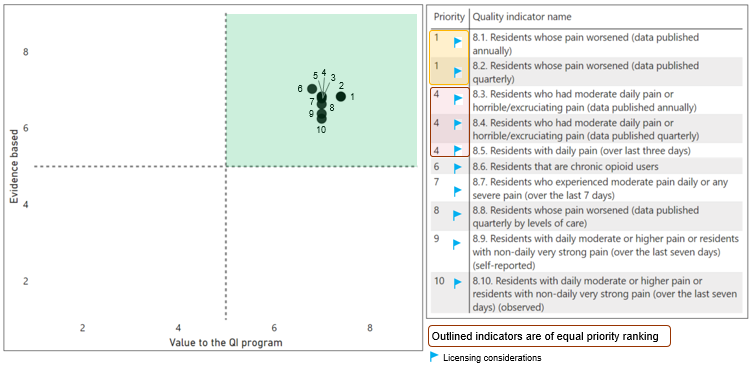 8
6
4
2
2
4
6
8
Evidence based
Value to the QI program
5
4
3
6
2
7
1
8
9
10
Priority Quality indicator name
1 8.1. Residents whose pain worsened (data published
annually)
1 8.2. Residents whose pain worsened (data published
quarterly)
4 8.3. Residents who had moderate daily pain or
horrible/excruciating pain (data published annually)
4 8.4. Residents who had moderate daily pain or
horrible/excruciating pain (data published quarterly)
4 8.5. Residents with daily pain (over last three days)
6 8.6. Residents that are chronic opioid users
7 8.7. Residents who experienced moderate pain daily or any
severe pain (over the last 7 days)
8 8.8. Residents whose pain worsened (data published
quarterly by levels of care)
9 8.9. Residents with daily moderate or higher pain or residents
with non-daily very strong pain (over the last seven days)
(self-reported)
10 8.10. Residents with daily moderate or higher pain or
residents with non-daily very strong pain (over the last seven
days) (observed)
Outlined indicators are of equal priority ranking
Licensing considerations